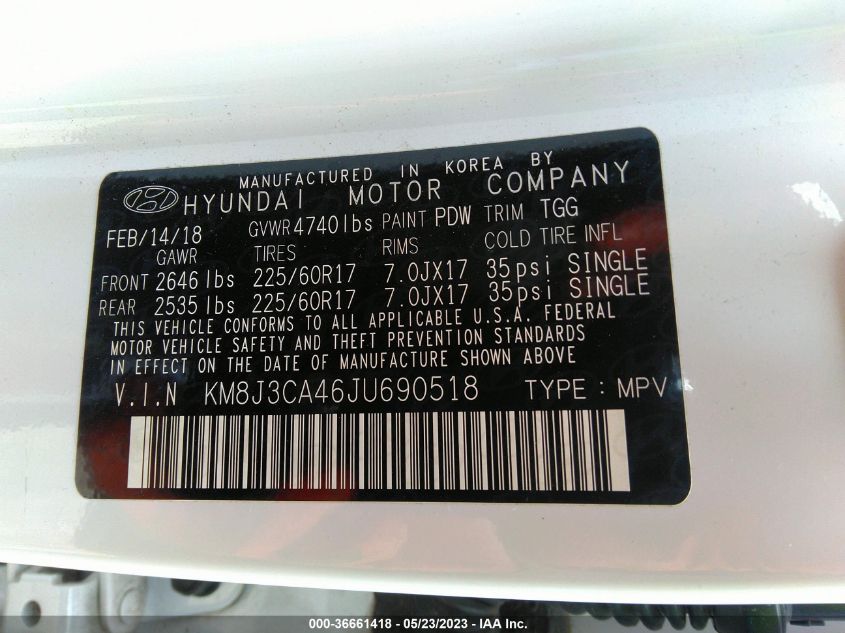 MANUFACTURED IN KOREA BY
HYUNDAI MOTOR COMPANY
FEB/14/18 GVWR 4740 lbs PAINT PDW TRIM TGG
GAWR TIRES RIMS COLD TIRE INFL
FRONT 2646 lbs 225/60R17 7.0JX17 35psi SINGLE
REAR 2535 lbs 225/60R17 7.0JX17 35psi SINGLE
THIS VEHICLE CONFORMS TO ALL APPLICABLE U.S.A. FEDERAL
MOTOR VEHICLE SAFETY AND THEFT PREVENTION STANDARDS
IN EFFECT ON THE DATE OF MANUFACTURE SHOWN ABOVE
V.I.N KM8J3CA46JU690518 TYPE : MPV
000-36661418 - 05/23/2023 - IAA Inc.